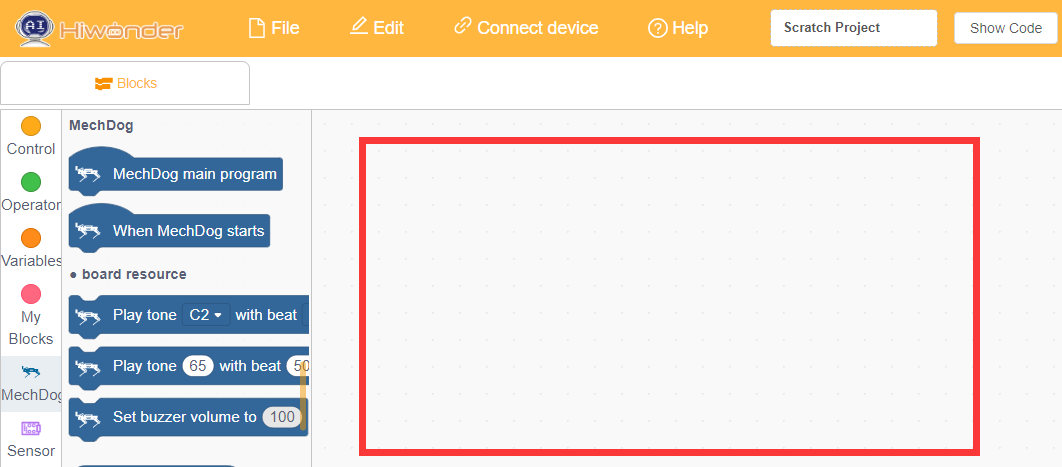 AI Hiwonder File Edit Connect device ? Help Scratch Project Show Code
Blocks
Control
Operator
Variables
My
Blocks
MechDog
Sensor
MechDog
MechDog main program
When MechDog starts
● board resource
Play tone C2 with beat
Play tone 65 with beat 50
Set buzzer volume to 100